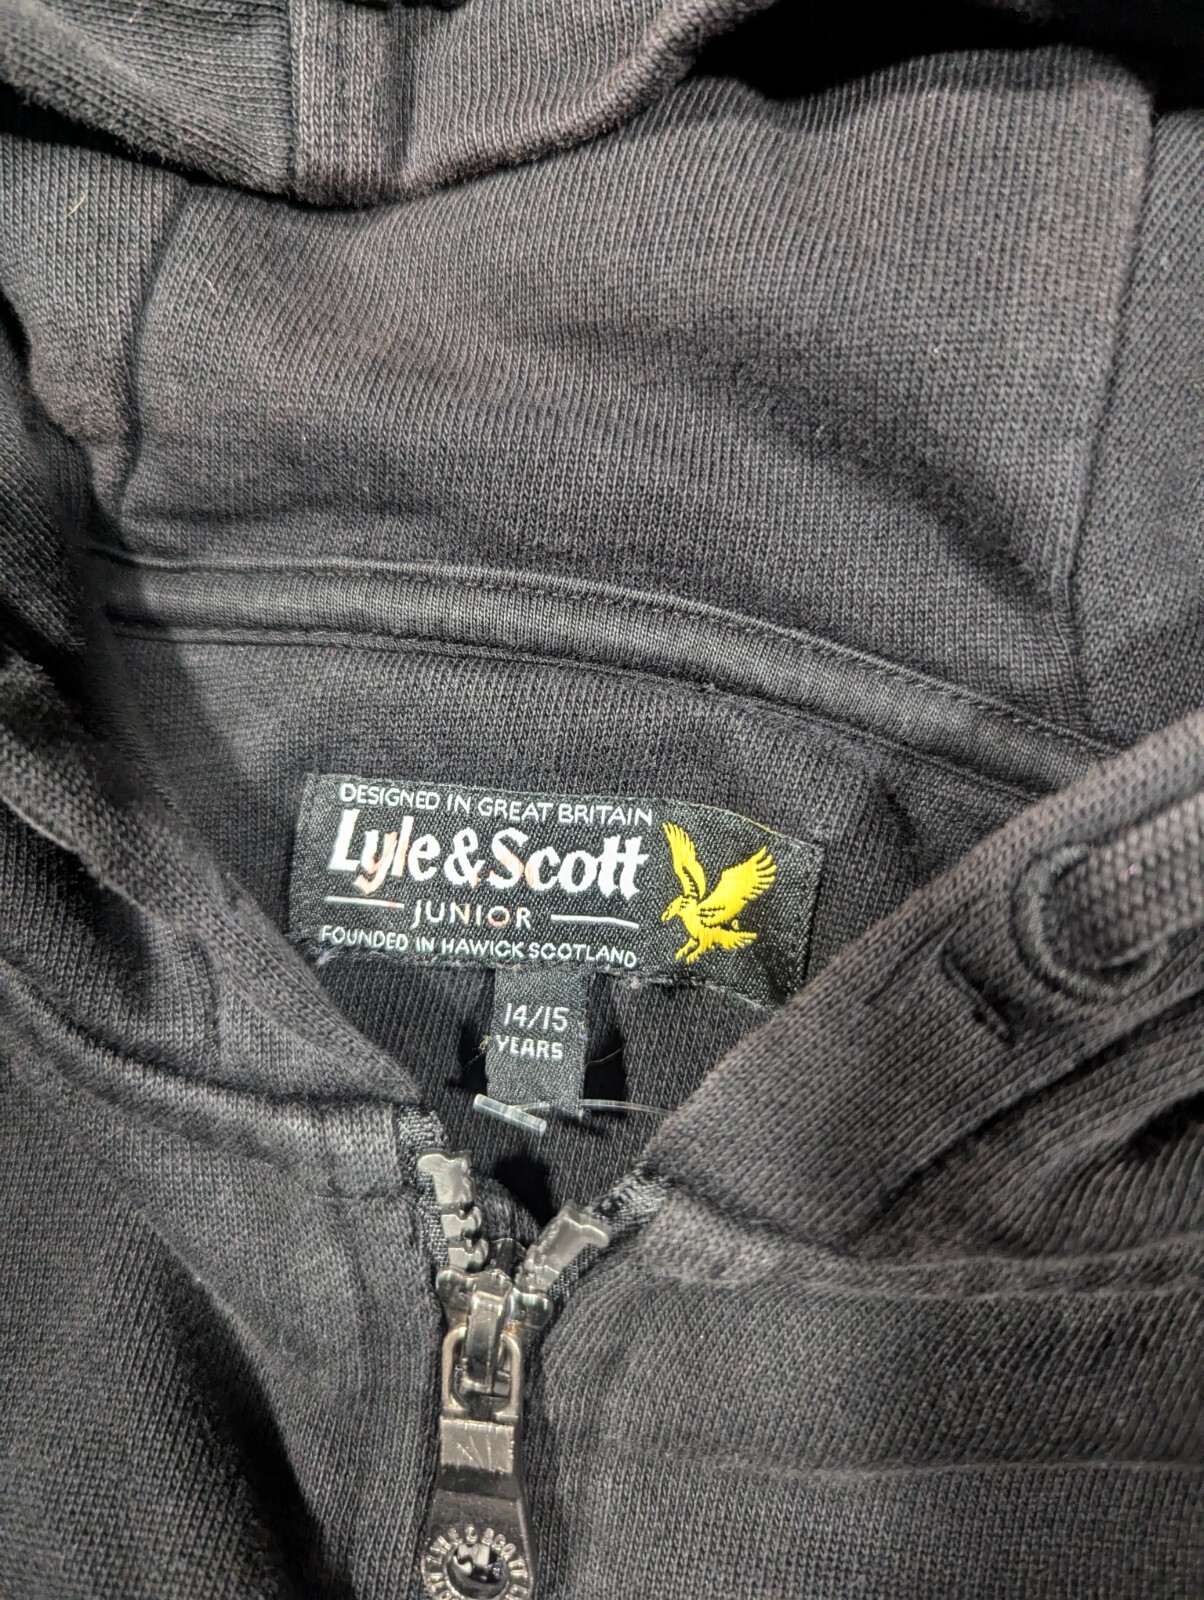 DESIGNED IN GREAT BRITAIN
Lyle & Scott
JUNIOR
FOUNDED IN HAWICK SCOTLAND
14/15
YEARS